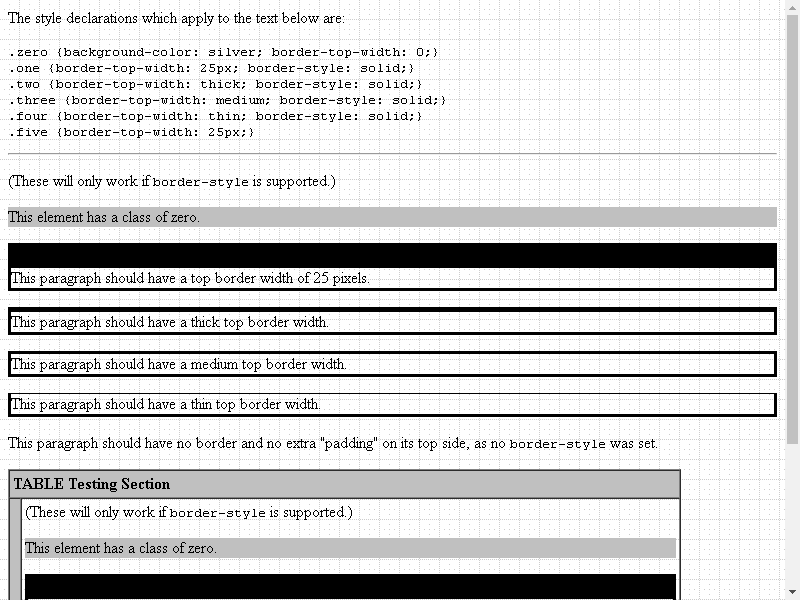 The style declarations which apply to the text below are:
.zero {background-color: silver; border-top-width: 0;}
.one {border-top-width: 25px; border-style: solid;}
.two {border-top-width: thick; border-style: solid;}
.three {border-top-width: medium; border-style: solid;}
.four {border-top-width: thin; border-style: solid;}
.five {border-top-width: 25px;}
(These will only work if border-style is supported.)
This element has a class of zero.
This paragraph should have a top border width of 25 pixels.
This paragraph should have a thick top border width.
This paragraph should have a medium top border width.
This paragraph should have a thin top border width.
This paragraph should have no border and no extra "padding" on its top side, as no border-style was set.
TABLE Testing Section
(These will only work if border-style is supported.)
This element has a class of zero.